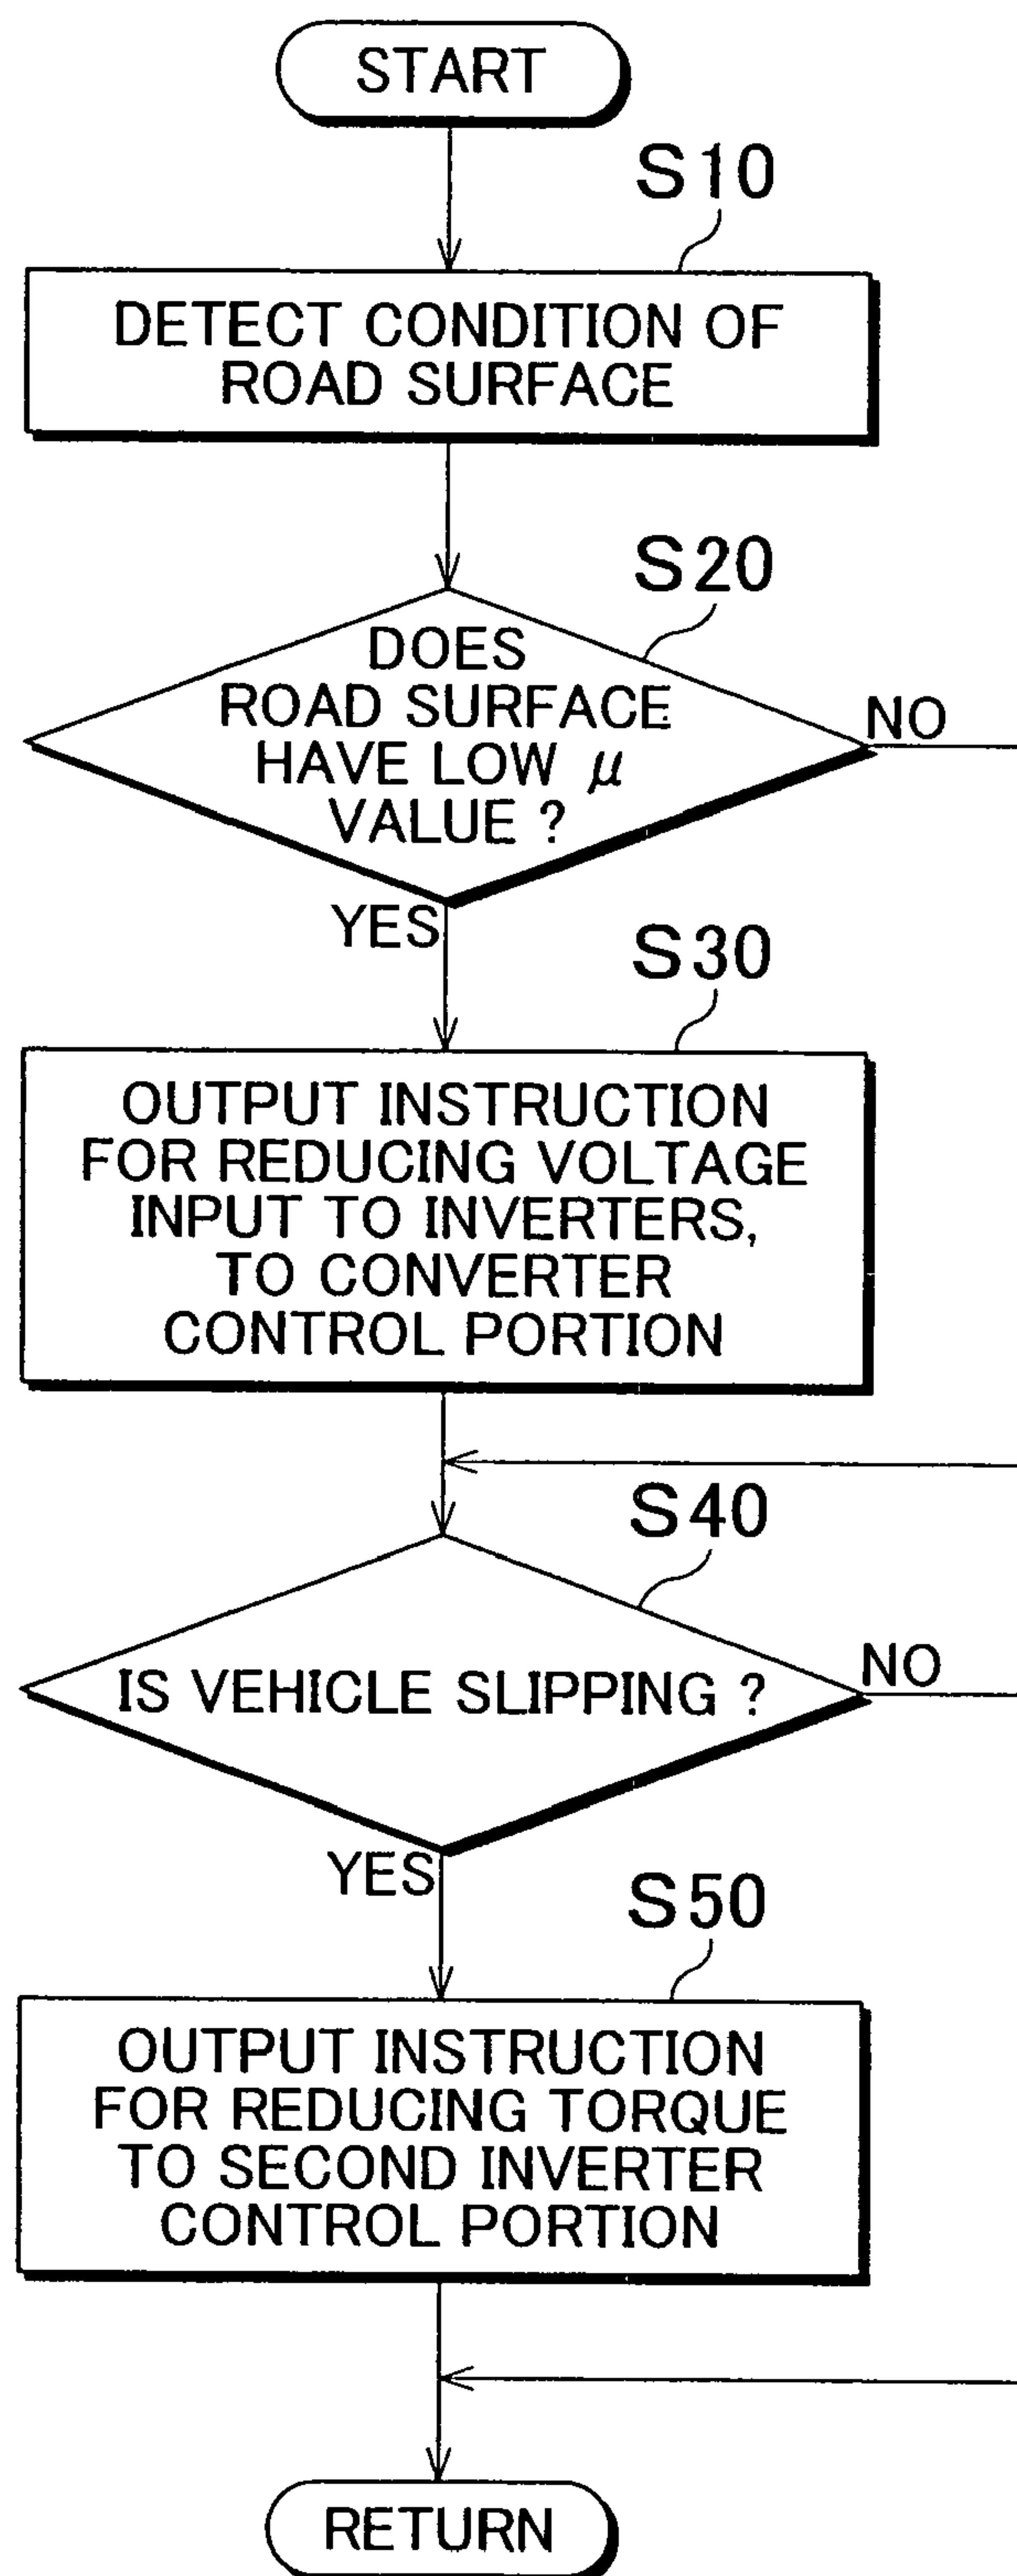 START
S10
DETECT CONDITION OF
ROAD SURFACE
S20
DOES
ROAD SURFACE
HAVE LOW μ
VALUE ?
NO
YES
S30
OUTPUT INSTRUCTION
FOR REDUCING VOLTAGE
INPUT TO INVERTERS,
TO CONVERTER
CONTROL PORTION
S40
IS VEHICLE SLIPPING ?
NO
YES
S50
OUTPUT INSTRUCTION
FOR REDUCING TORQUE
TO SECOND INVERTER
CONTROL PORTION
RETURN